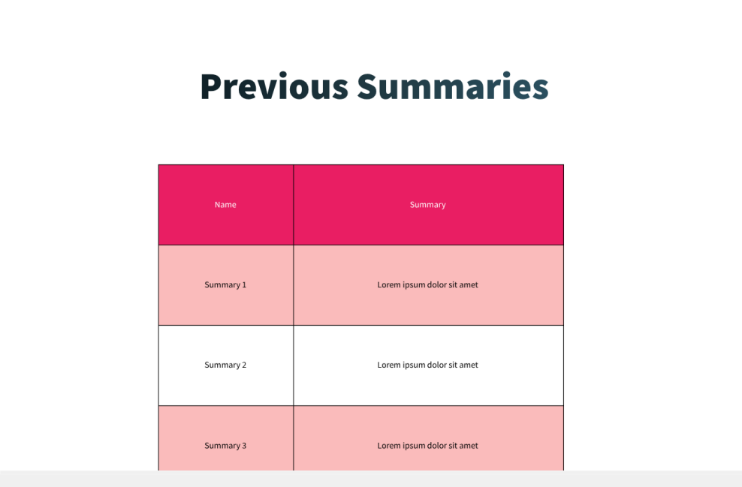 Previous Summaries
Name Summary
Summary 1 Lorem ipsum dolor sit amet
Summary 2 Lorem ipsum dolor sit amet
Summary 3 Lorem ipsum dolor sit amet